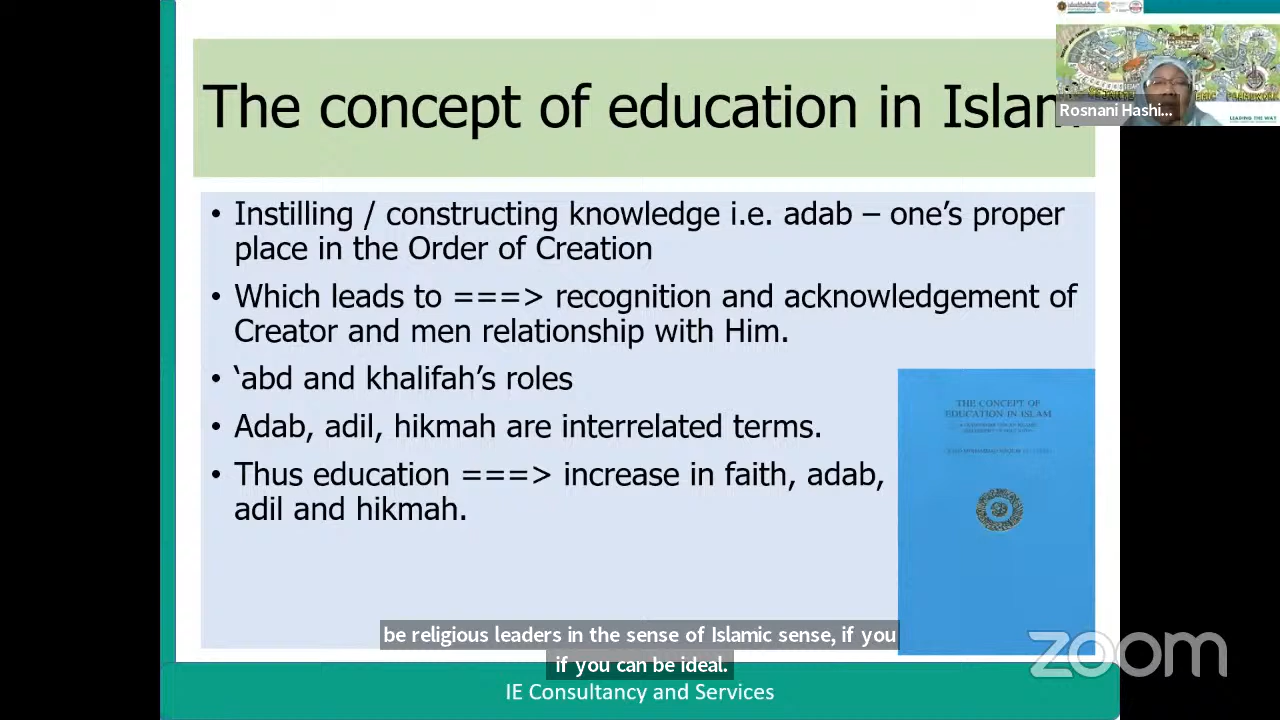 The concept of education in Islam
Rosnani Hashi...
LEADING THE WAY
• Instilling / constructing knowledge i.e. adab – one's proper
place in the Order of Creation
• Which leads to ===> recognition and acknowledgement of
Creator and men relationship with Him.
• ‘abd and khalifah's roles
• Adab, adil, hikmah are interrelated terms.
• Thus education ===> increase in faith, adab,
adil and hikmah.
THE CONCEPT OF
EDUCATION IN ISLAM
be religious leaders in the sense of Islamic sense, if you
if you can be ideal.
zoom
IE Consultancy and Services